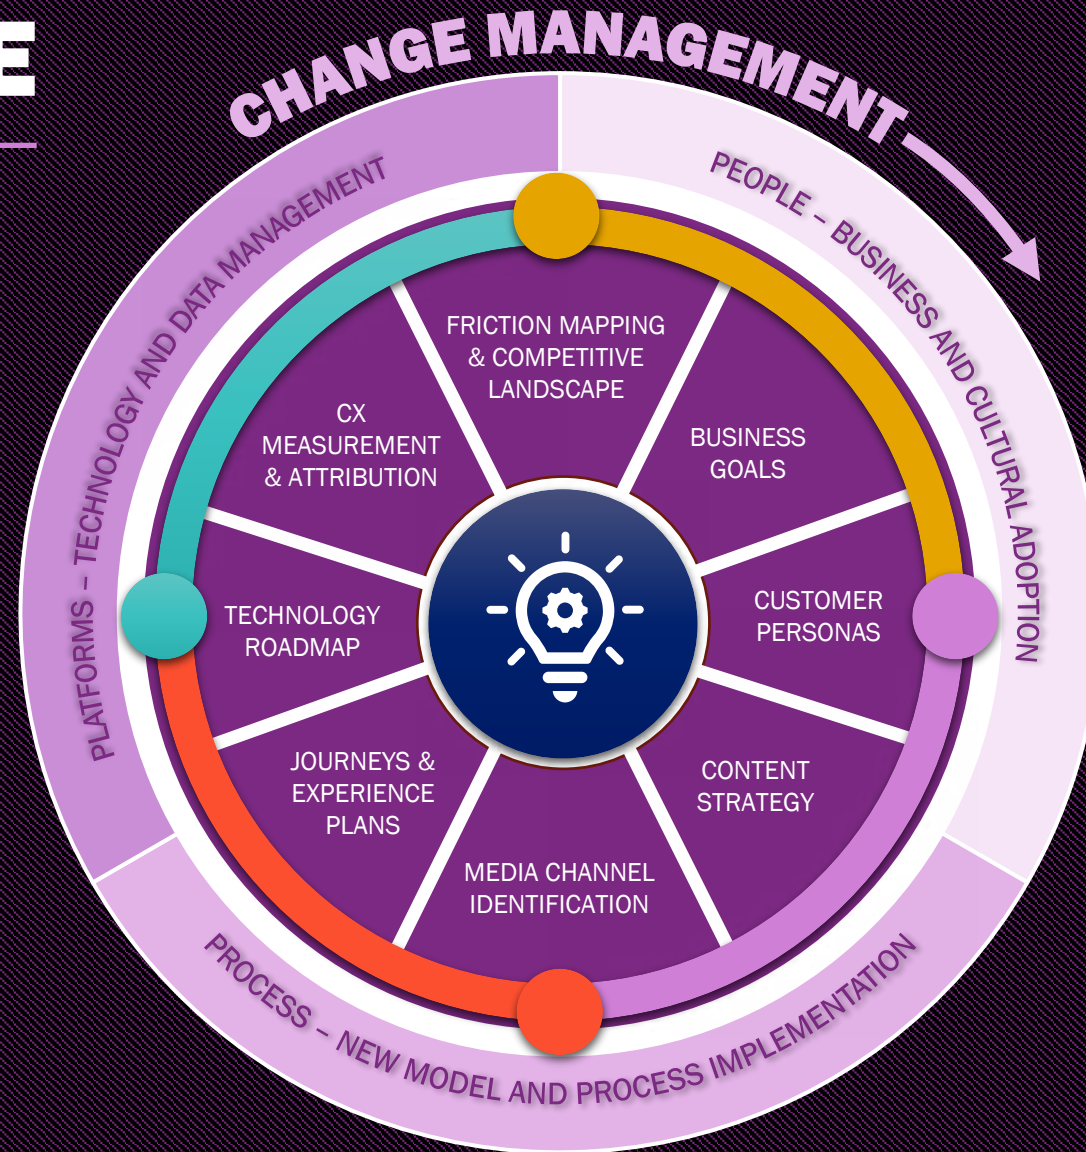 E
CHANGE MANAGEMENT
PEOPLE – BUSINESS AND CULTURAL ADOPTION
PLATFORMS – TECHNOLOGY AND DATA MANAGEMENT
PROCESS – NEW MODEL AND PROCESS IMPLEMENTATION
FRICTION MAPPING
& COMPETITIVE
LANDSCAPE
BUSINESS
GOALS
CUSTOMER
PERSONAS
CONTENT
STRATEGY
MEDIA CHANNEL
IDENTIFICATION
JOURNEYS &
EXPERIENCE
PLANS
TECHNOLOGY
ROADMAP
CX
MEASUREMENT
& ATTRIBUTION